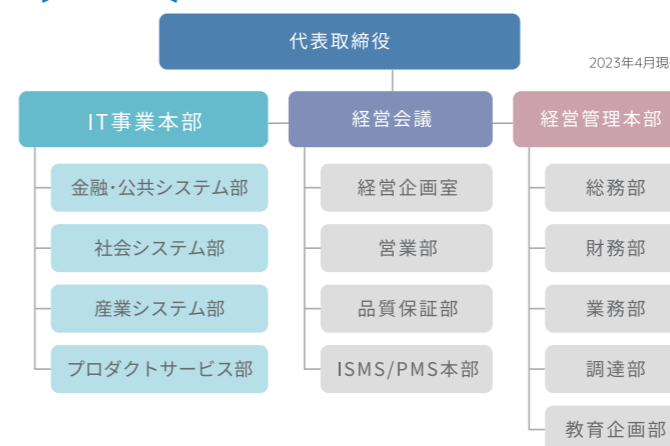 代表取締役
2023年4月現
IT事業本部
経営会議
経営管理本部
金融・公共システム部
経営企画室
総務部
社会システム部
営業部
財務部
産業システム部
品質保証部
業務部
プロダクトサービス部
ISMS/PMS本部
調達部
教育企画部